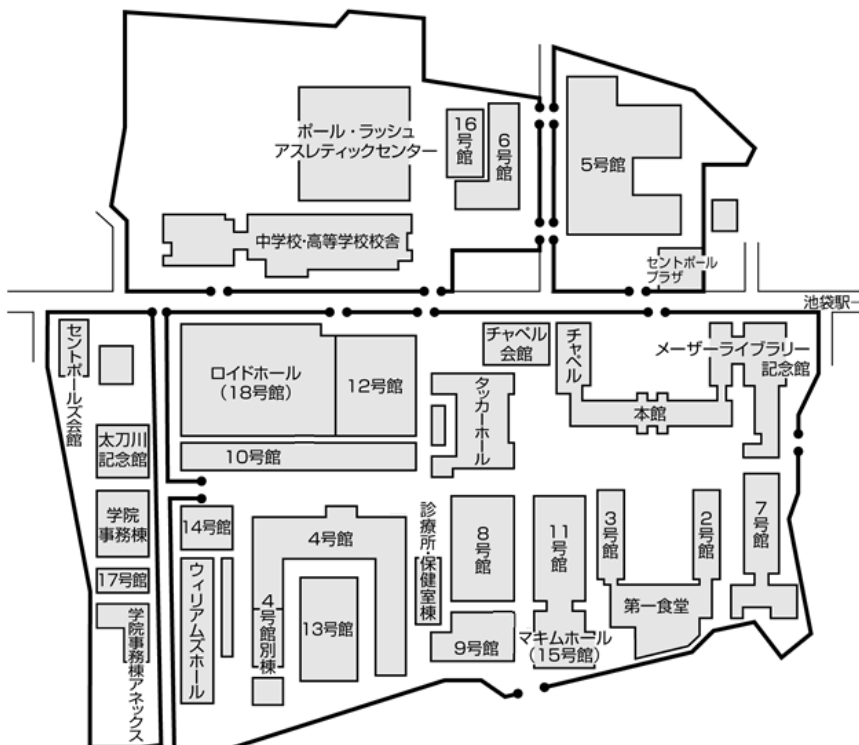 ポール・ラッシュ
アスレティックセンター
16号館
6号館
5号館
中学校・高等学校校舎
セントポール
プラザ
池袋駅
セントポールズ会館
ロイドホール
(18号館)
12号館
チャペル
会館
チャペル
メーザーライブラリー
記念館
本館
タッカーホール
太刀川
記念館
10号館
学院
事務棟
14号館
4号館
診療所・保健室棟
8号館
11号館
3号館
2号館
7号館
17号館
ウィリアムズホール
4号館別棟
13号館
9号館
マキムホール
(15号館)
第一食堂
学院事務棟アネックス